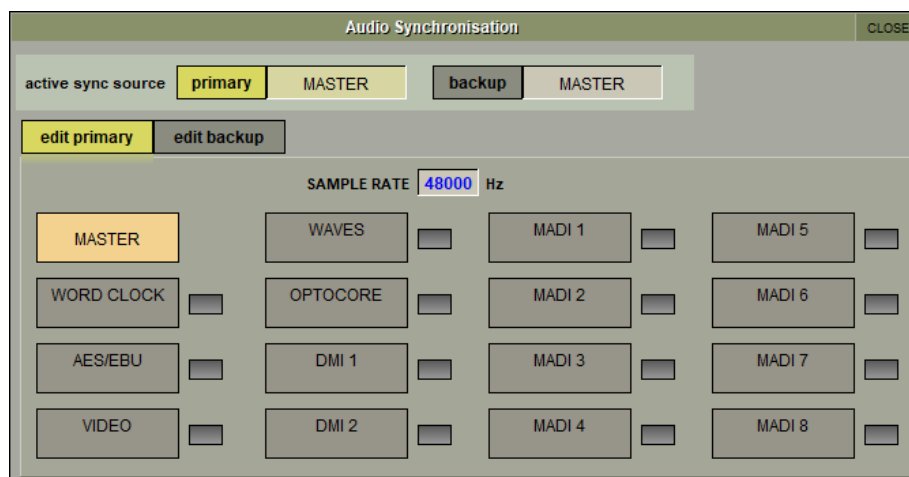 Audio Synchronisation CLOSE
active sync source primary MASTER backup MASTER
edit primary edit backup
SAMPLE RATE 48000 Hz
MASTER WAVES MADI 1 MADI 5
WORD CLOCK OPTOCORE MADI 2 MADI 6
AES/EBU DMI 1 MADI 3 MADI 7
VIDEO DMI 2 MADI 4 MADI 8